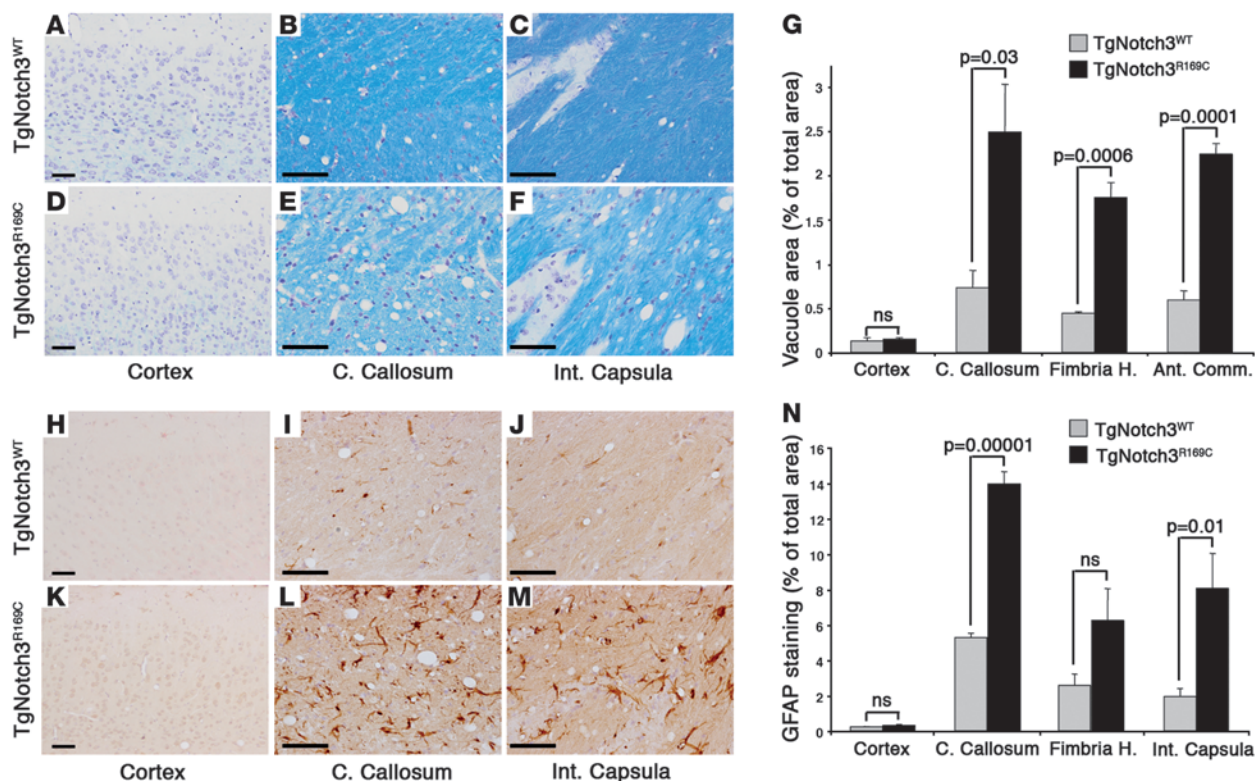 A
B
C
TgNotch3WT
D
E
F
TgNotch3R169C
Cortex
C. Callosum
Int. Capsula
G
TgNotch3WT
TgNotch3R169C
Vacuole area (% of total area)
3
2.5
2
1.5
1
0.5
0
ns
p=0.03
p=0.0006
p=0.0001
Cortex
C. Callosum
Fimbria H.
Ant. Comm.
H
I
J
TgNotch3WT
K
L
M
TgNotch3R169C
Cortex
C. Callosum
Int. Capsula
N
TgNotch3WT
TgNotch3R169C
GFAP staining (% of total area)
16
14
12
10
8
6
4
2
0
ns
p=0.00001
ns
p=0.01
Cortex
C. Callosum
Fimbria H.
Int. Capsula